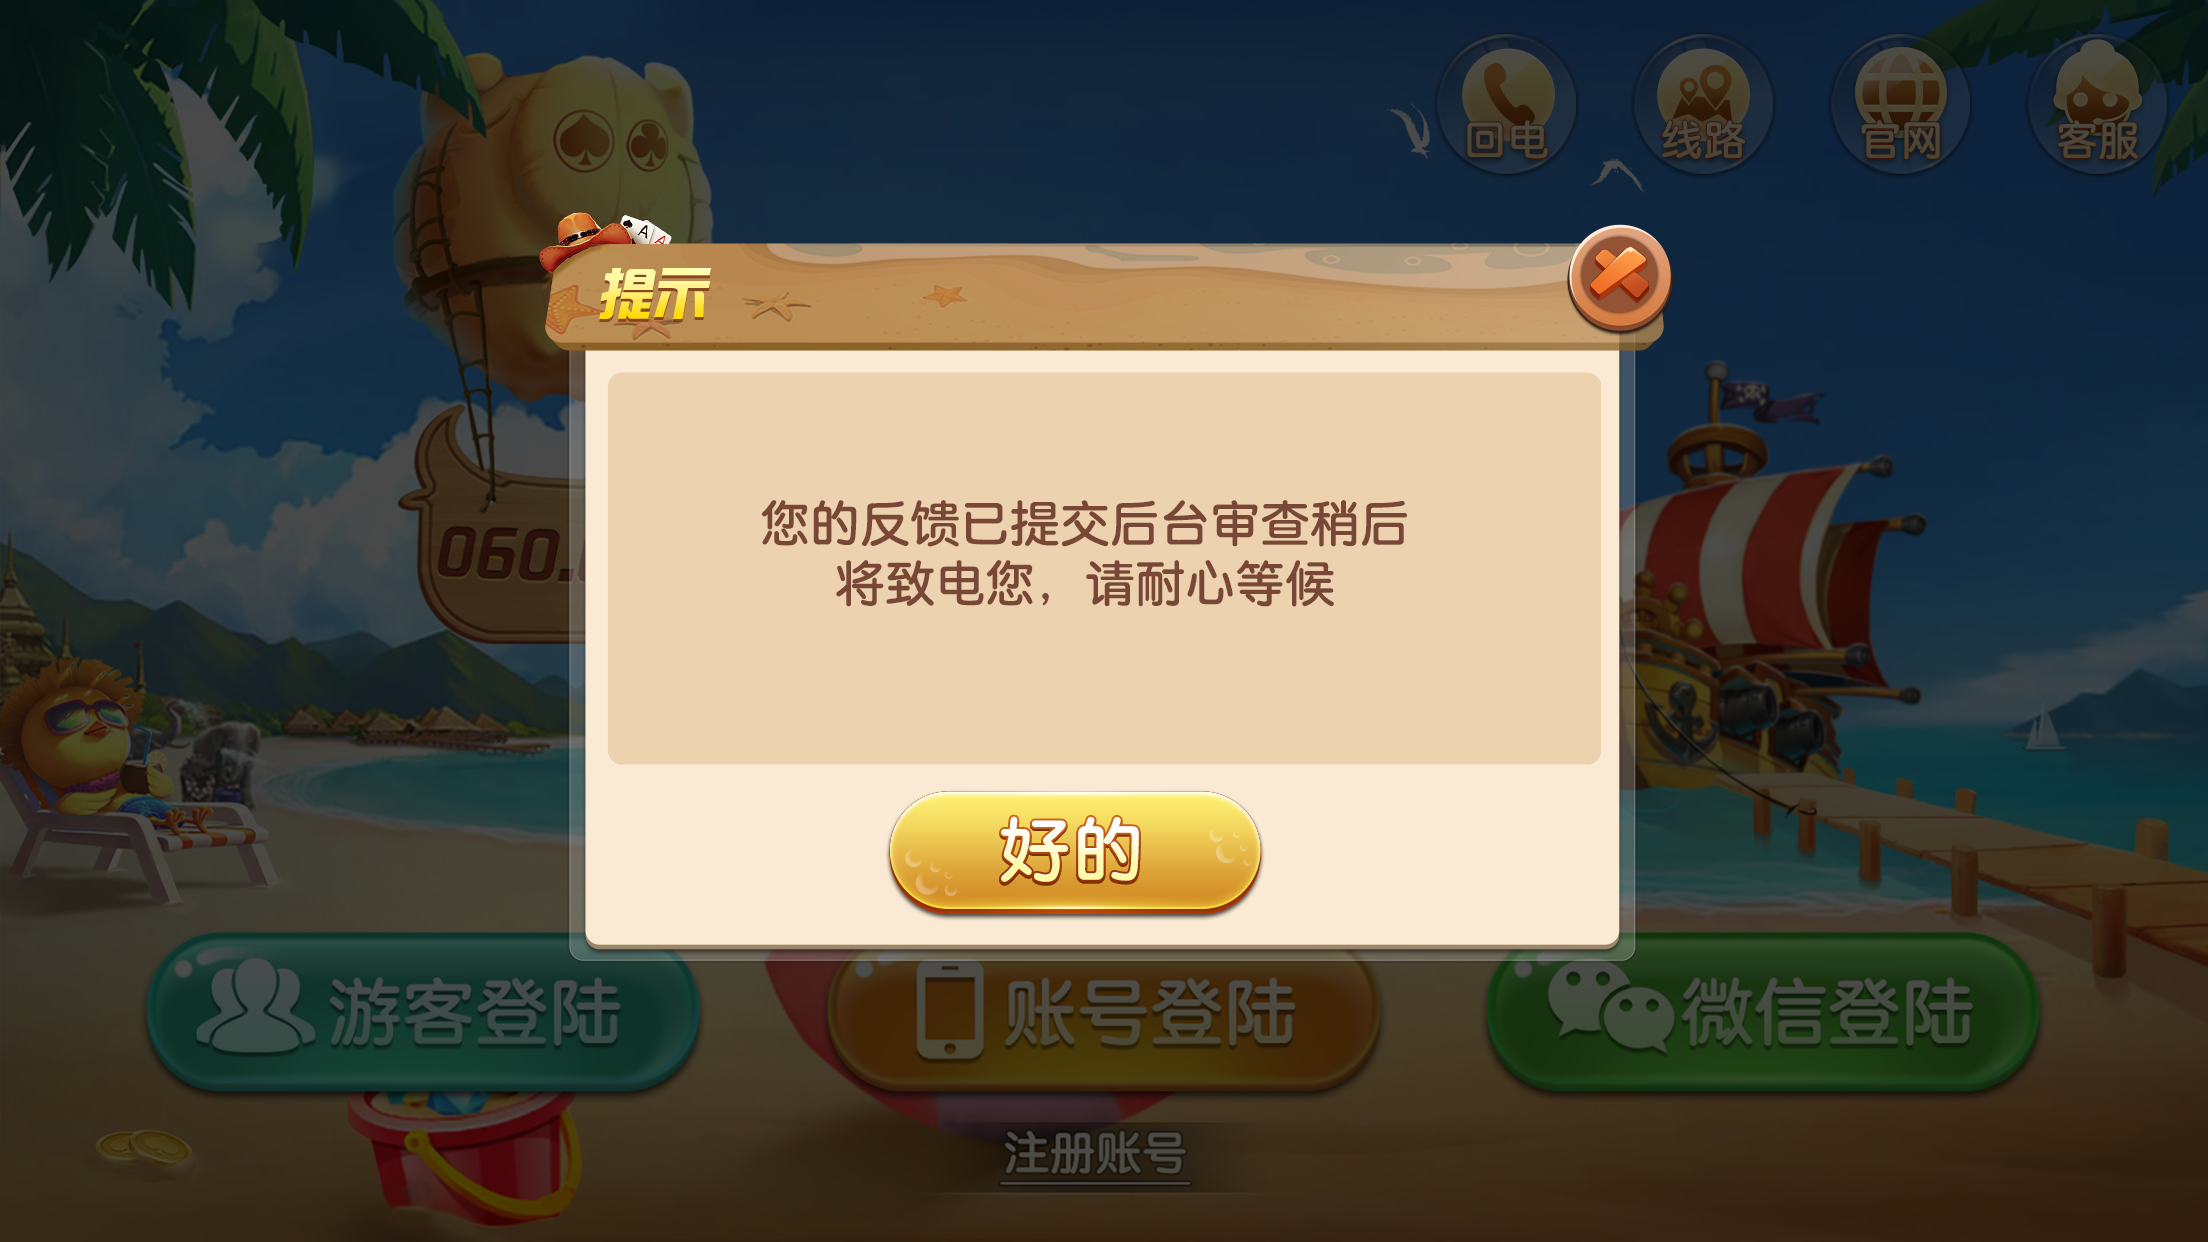 回电
线路
官网
客服
提示
060.
您的反馈已提交后台审查稍后
将致电您，请耐心等候
好的
游客登陆
账号登陆
微信登陆
注册账号